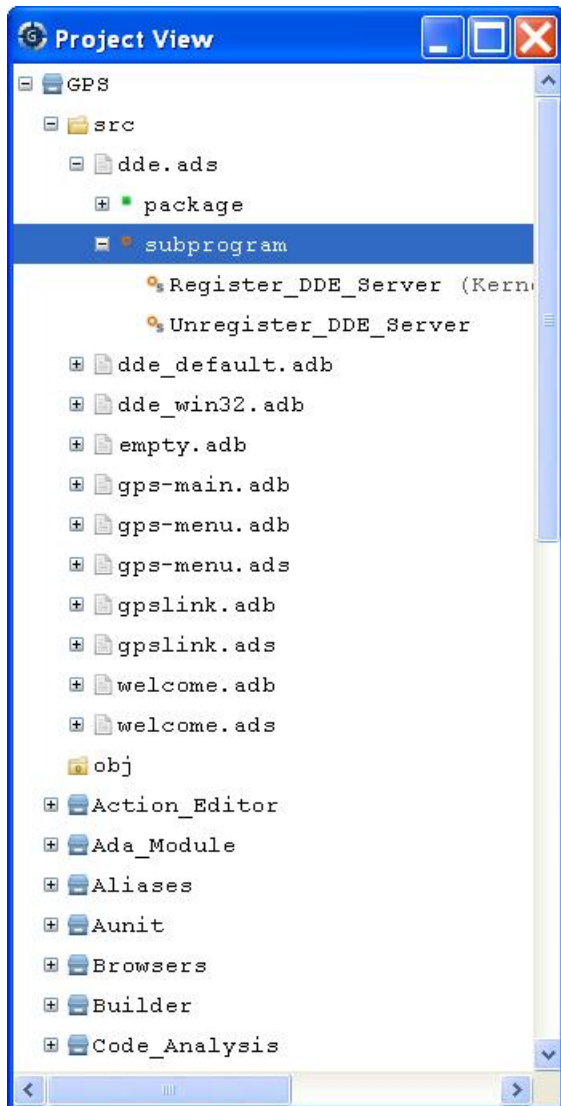 Project View
GPS
src
dde.ads
package
subprogram
Register_DDE_Server (Kern
Unregister_DDE_Server
dde_default.adb
dde_win32.adb
empty.adb
gps-main.adb
gps-menu.adb
gps-menu.ads
gpslink.adb
gpslink.ads
welcome.adb
welcome.ads
obj
Action_Editor
Ada_Module
Aliases
Aunit
Browsers
Builder
Code_Analysis